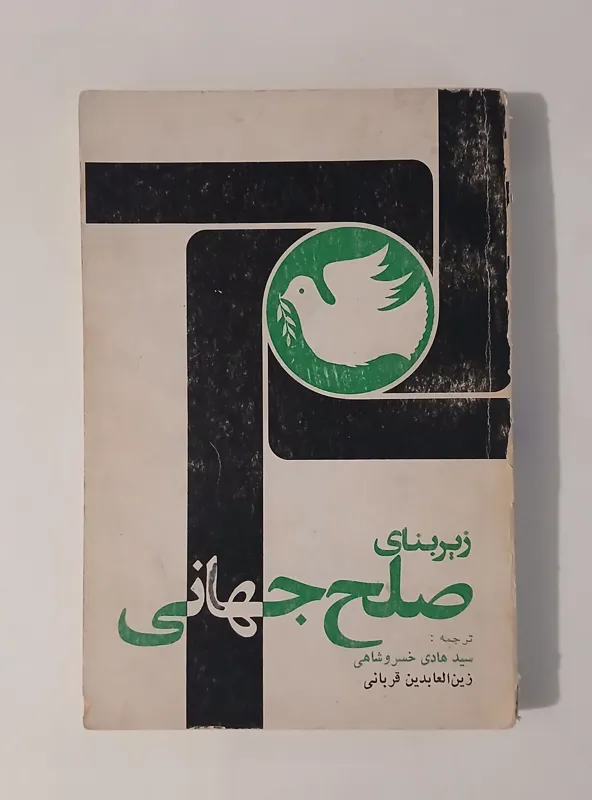 زیربنای
صلح جهانی
ترجمه :
سید هادی خسروشاهی
زین‌العابدین قربانی